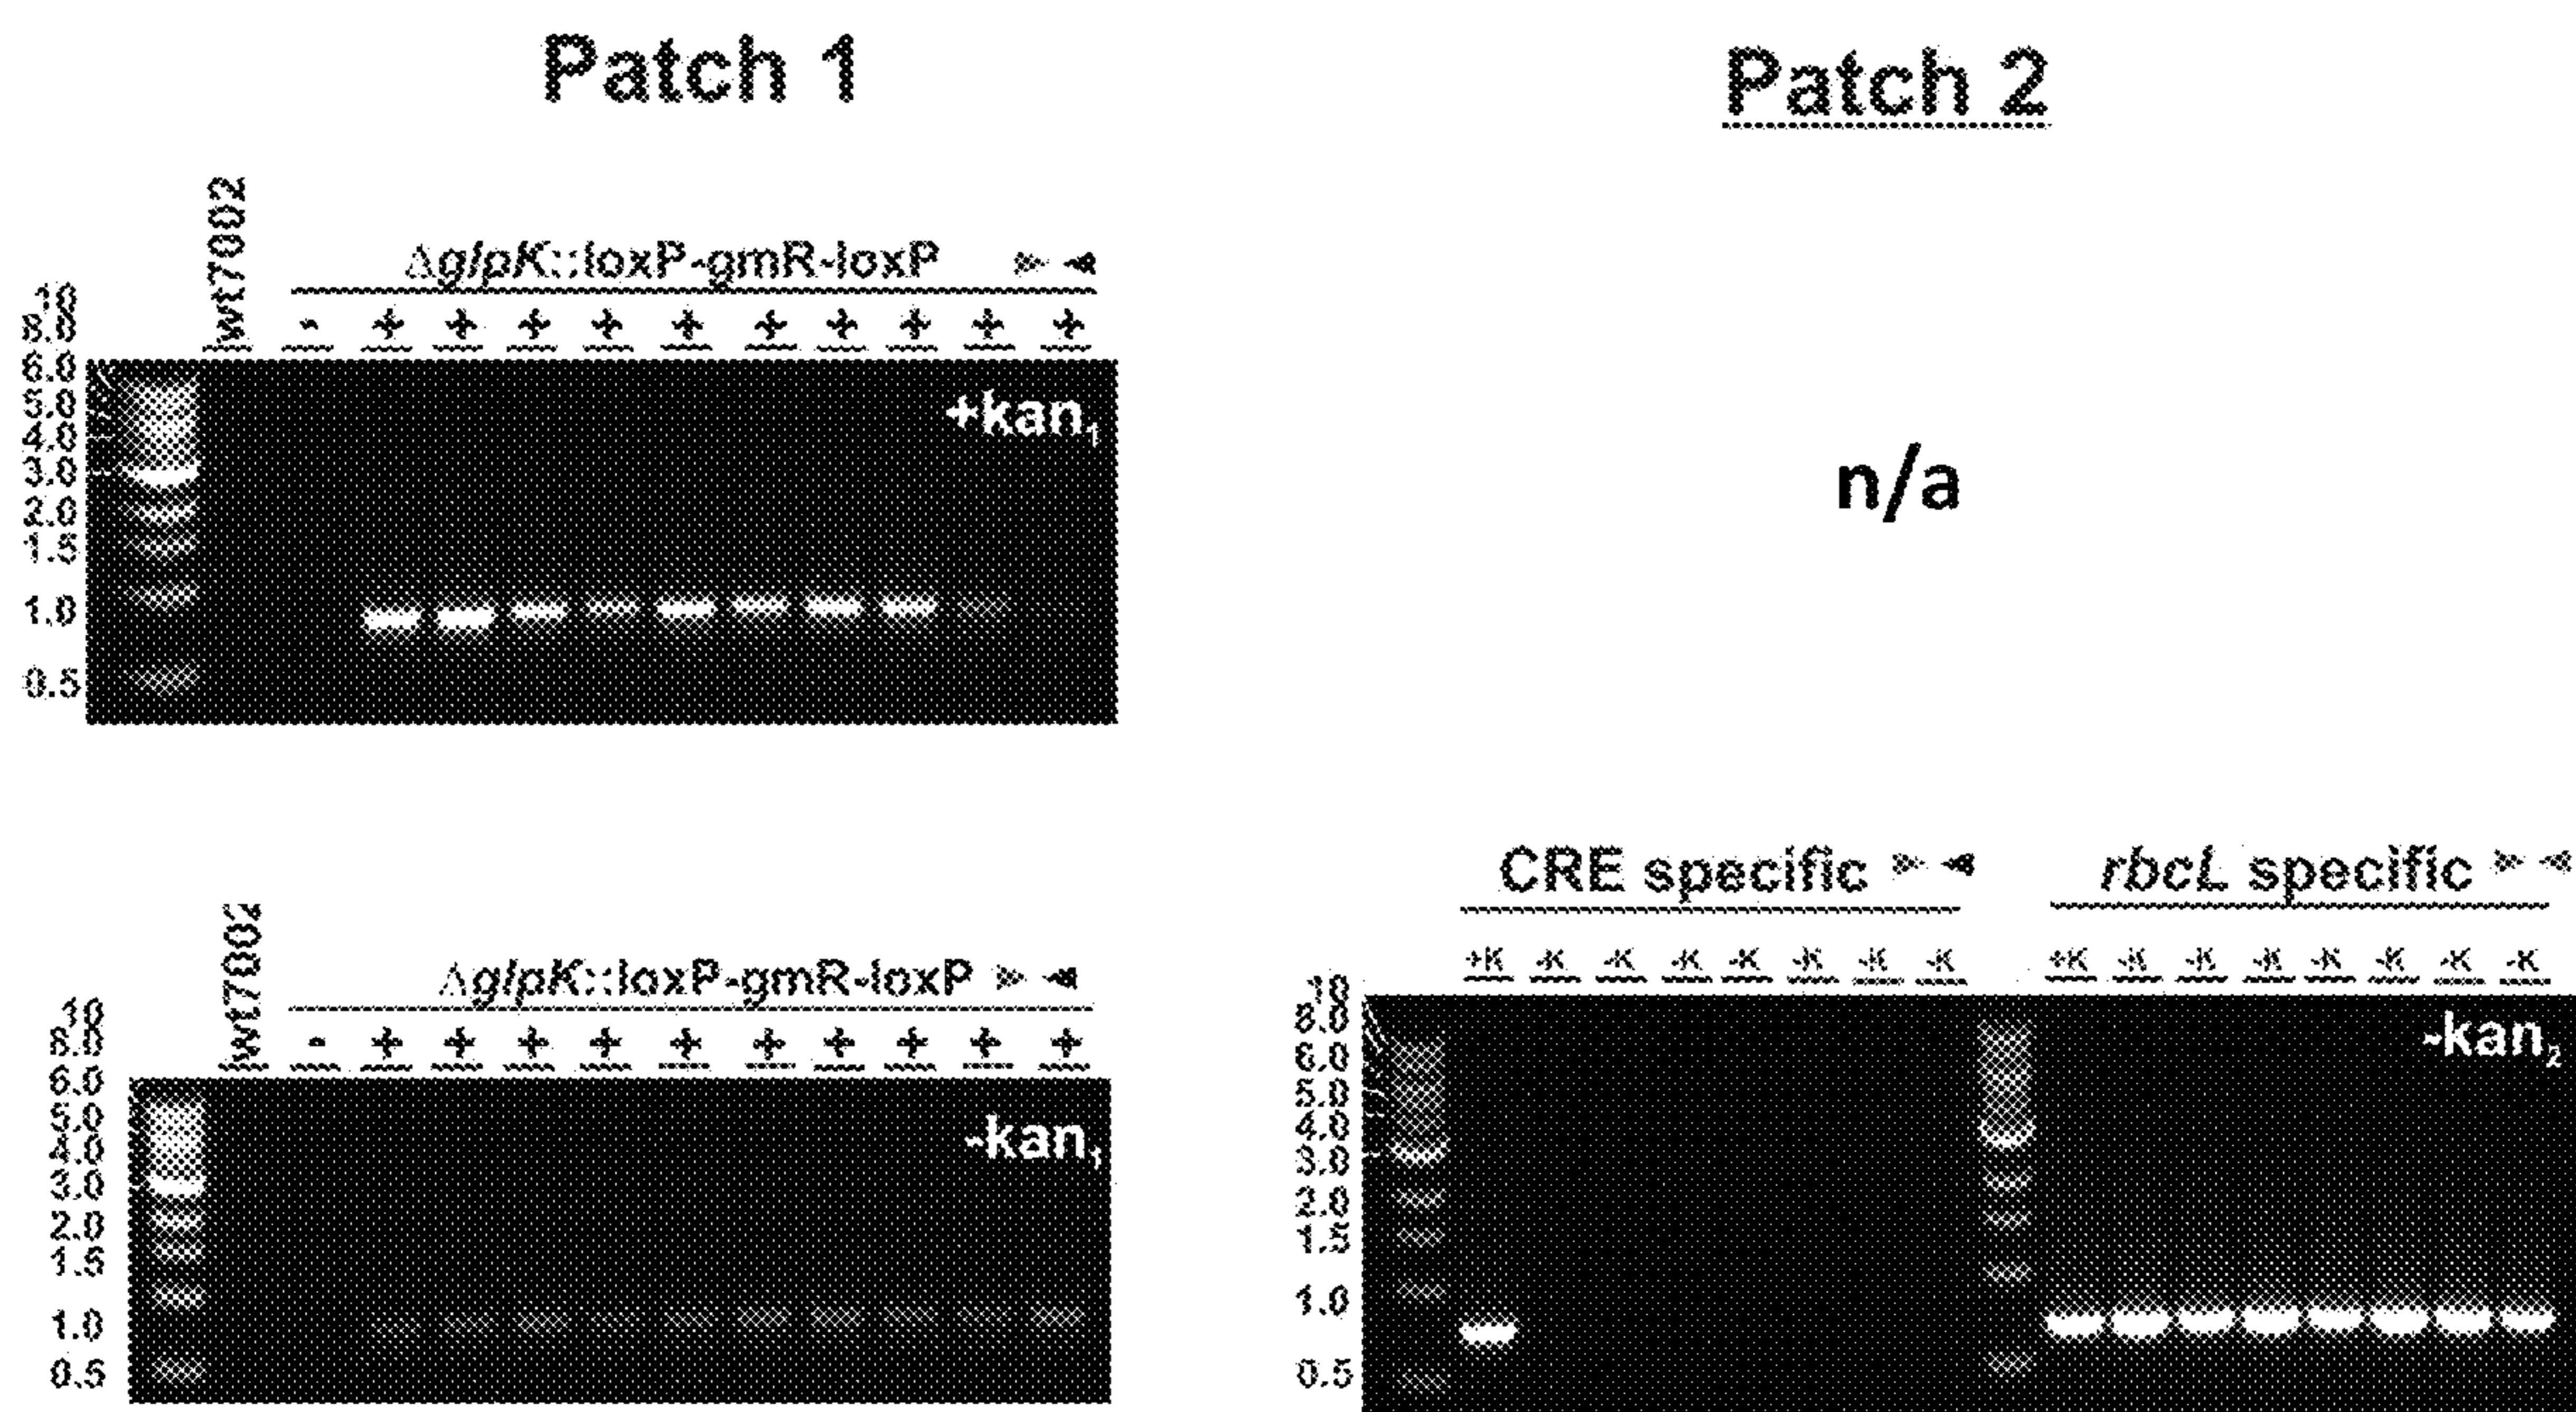 Patch 1
Patch 2
wt7002
ΔglpK::loxP-gmR-loxP
- + + + + + + + + + +
10
8.0
6.0
5.0
4.0
3.0
2.0
1.5
1.0
0.5
+kan1
n/a
wt7002
ΔglpK::loxP-gmR-loxP
- + + + + + + + + + +
10
8.0
6.0
5.0
4.0
3.0
2.0
1.5
1.0
0.5
-kan1
CRE specific
rbcL specific
+K -K -K -K -K -K -K -K
+K -K -K -K -K -K -K -K
10
8.0
6.0
5.0
4.0
3.0
2.0
1.5
1.0
0.5
-kan2